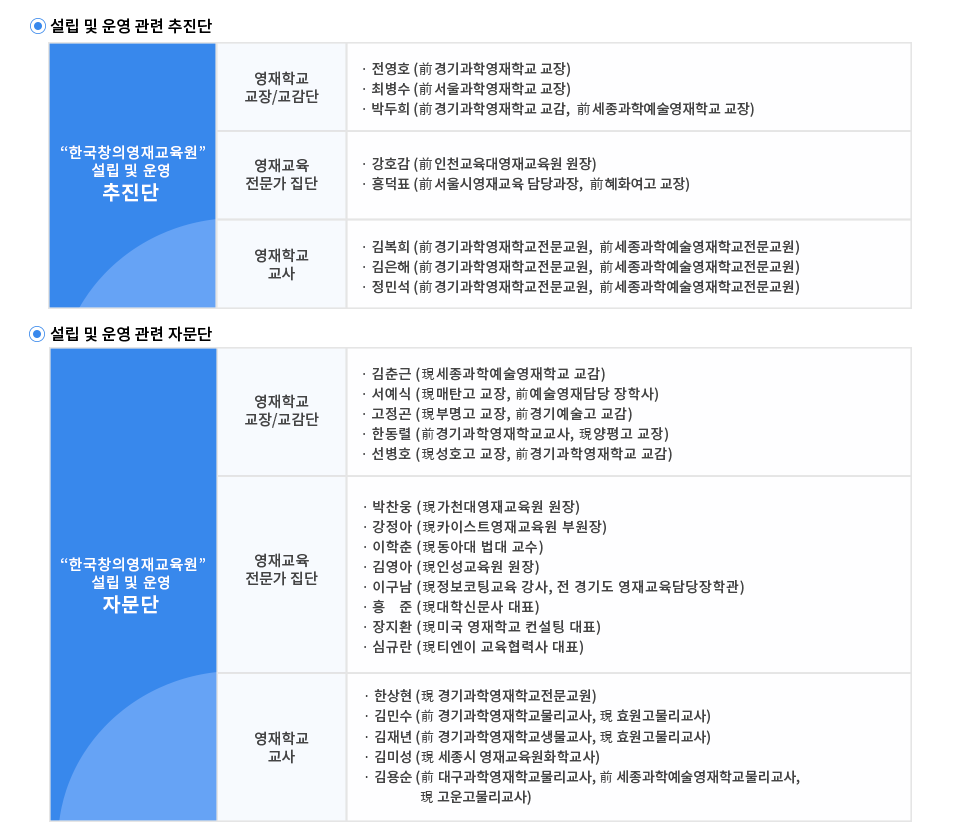 설립 및 운영 관련 추진단
“한국창의영재교육원”
설립 및 운영
추진단
영재학교
교장/교감단
· 전영호 (前경기과학영재학교 교장)
· 최병수 (前서울과학영재학교 교장)
· 박두희 (前경기과학영재학교 교감, 前세종과학예술영재학교 교장)
영재교육
전문가 집단
· 강호감 (前인천교육대영재교육원 원장)
· 홍덕표 (前서울시영재교육 담당과장, 前혜화여고 교장)
영재학교
교사
· 김복희 (前경기과학영재학교전문교원, 前세종과학예술영재학교전문교원)
· 김은해 (前경기과학영재학교전문교원, 前세종과학예술영재학교전문교원)
· 정민석 (前경기과학영재학교전문교원, 前세종과학예술영재학교전문교원)
설립 및 운영 관련 자문단
“한국창의영재교육원”
설립 및 운영
자문단
영재학교
교장/교감단
· 김춘근 (現세종과학예술영재학교 교감)
· 서예식 (現매탄고 교장, 前예술영재담당 장학사)
· 고정곤 (現부명고 교장, 前경기예술고 교감)
· 한동렬 (前경기과학영재학교교사, 現양평고 교장)
· 선병호 (現성호고 교장, 前경기과학영재학교 교감)
영재교육
전문가 집단
· 박찬웅 (現가천대영재교육원 원장)
· 강정아 (現카이스트영재교육원 부원장)
· 이학춘 (現동아대 법대 교수)
· 김영아 (現인성교육원 원장)
· 이구남 (現정보코팅교육 강사, 전 경기도 영재교육담당장학관)
· 홍 준 (現대학신문사 대표)
· 장지환 (現미국 영재학교 컨설팅 대표)
· 심규란 (現티엔이 교육협력사 대표)
영재학교
교사
· 한상현 (現 경기과학영재학교전문교원)
· 김민수 (前 경기과학영재학교물리교사, 現 효원고물리교사)
· 김재년 (前 경기과학영재학교생물교사, 現 효원고물리교사)
· 김미성 (現 세종시 영재교육원화학교사)
· 김용순 (前 대구과학영재학교물리교사, 前 세종과학예술영재학교물리교사,
現 고운고물리교사)